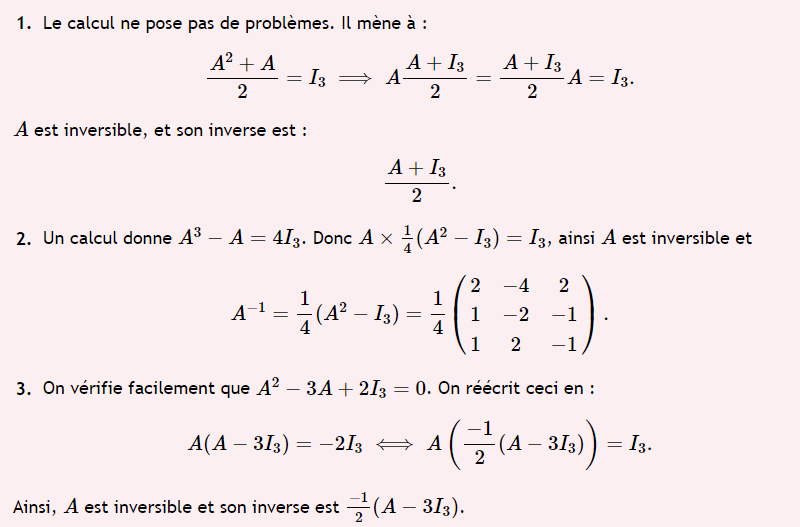 1. Le calcul ne pose pas de problèmes. Il mène à :
\frac{A^2 + A}{2} = I_3 \implies A\frac{A + I_3}{2} = \frac{A + I_3}{2}A = I_3.
A est inversible, et son inverse est :
\frac{A + I_3}{2}.
2. Un calcul donne A^3 − A = 4I_3. Donc A × \frac{1}{4}(A^2 − I_3) = I_3, ainsi A est inversible et
A^{-1} = \frac{1}{4}(A^2 − I_3) = \frac{1}{4} \begin{pmatrix} 2 & −4 & 2 \\ 1 & −2 & −1 \\ 1 & 2 & −1 \end{pmatrix}.
3. On vérifie facilement que A^2 − 3A + 2I_3 = 0. On réécrit ceci en :
A(A − 3I_3) = −2I_3 \iff A\left(\frac{−1}{2}(A − 3I_3)\right) = I_3.
Ainsi, A est inversible et son inverse est \frac{−1}{2}(A − 3I_3).